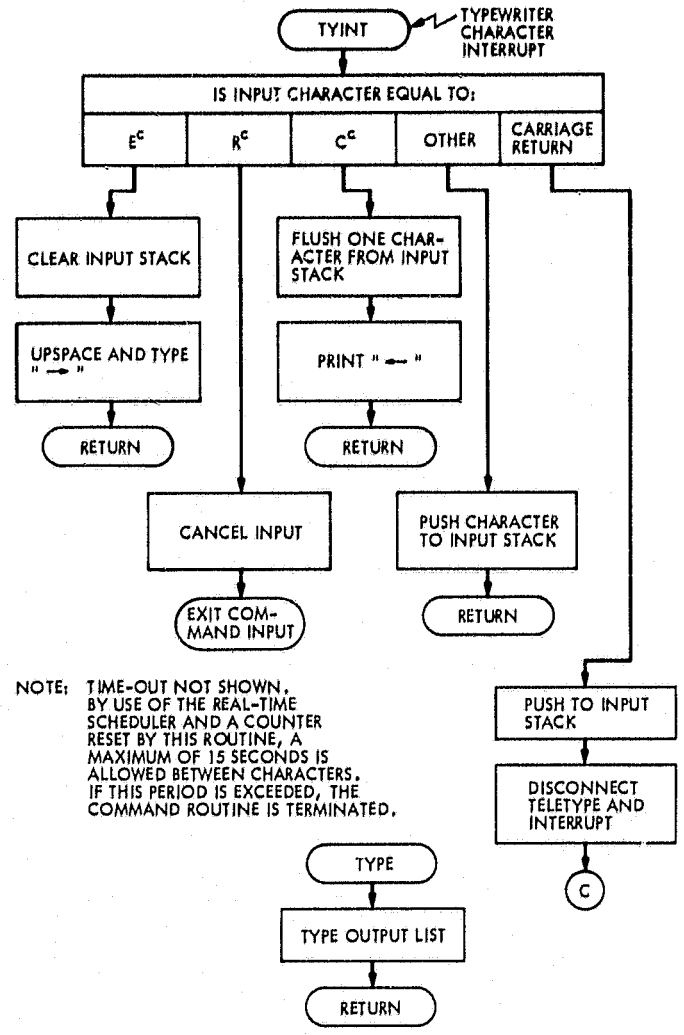 TYINT
TYPEWRITER
CHARACTER
INTERRUPT
IS INPUT CHARACTER EQUAL TO:
E^C
R^C
C^C
OTHER
CARRIAGE
RETURN
CLEAR INPUT STACK
UPSPACE AND TYPE
" → "
RETURN
FLUSH ONE CHAR-
ACTER FROM INPUT
STACK
PRINT " ← "
RETURN
CANCEL INPUT
EXIT COM-
MAND INPUT
PUSH CHARACTER
TO INPUT STACK
RETURN
NOTE: TIME-OUT NOT SHOWN.
BY USE OF THE REAL-TIME
SCHEDULER AND A COUNTER
RESET BY THIS ROUTINE, A
MAXIMUM OF 15 SECONDS IS
ALLOWED BETWEEN CHARACTERS.
IF THIS PERIOD IS EXCEEDED, THE
COMMAND ROUTINE IS TERMINATED.
PUSH TO INPUT
STACK
DISCONNECT
TELETYPE AND
INTERRUPT
C
TYPE
TYPE OUTPUT LIST
RETURN